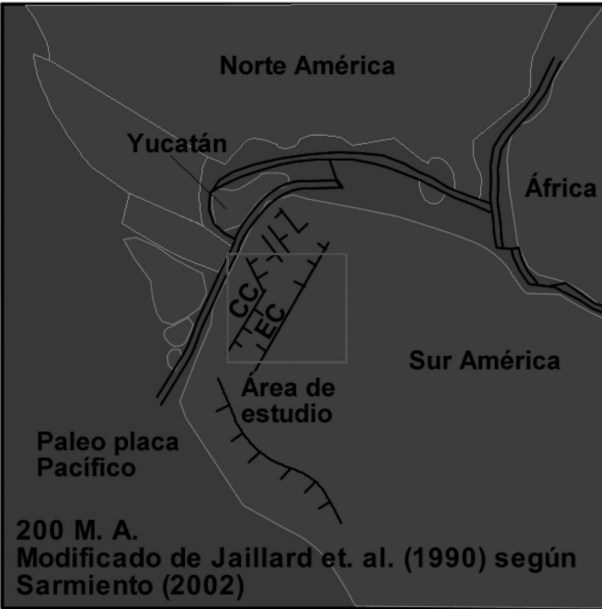 Norte América
Yucatán
África
CC
EC
Sur América
Área de
estudio
Paleo placa
Pacífico
200 M. A.
Modificado de Jaillard et. al. (1990) según
Sarmiento (2002)